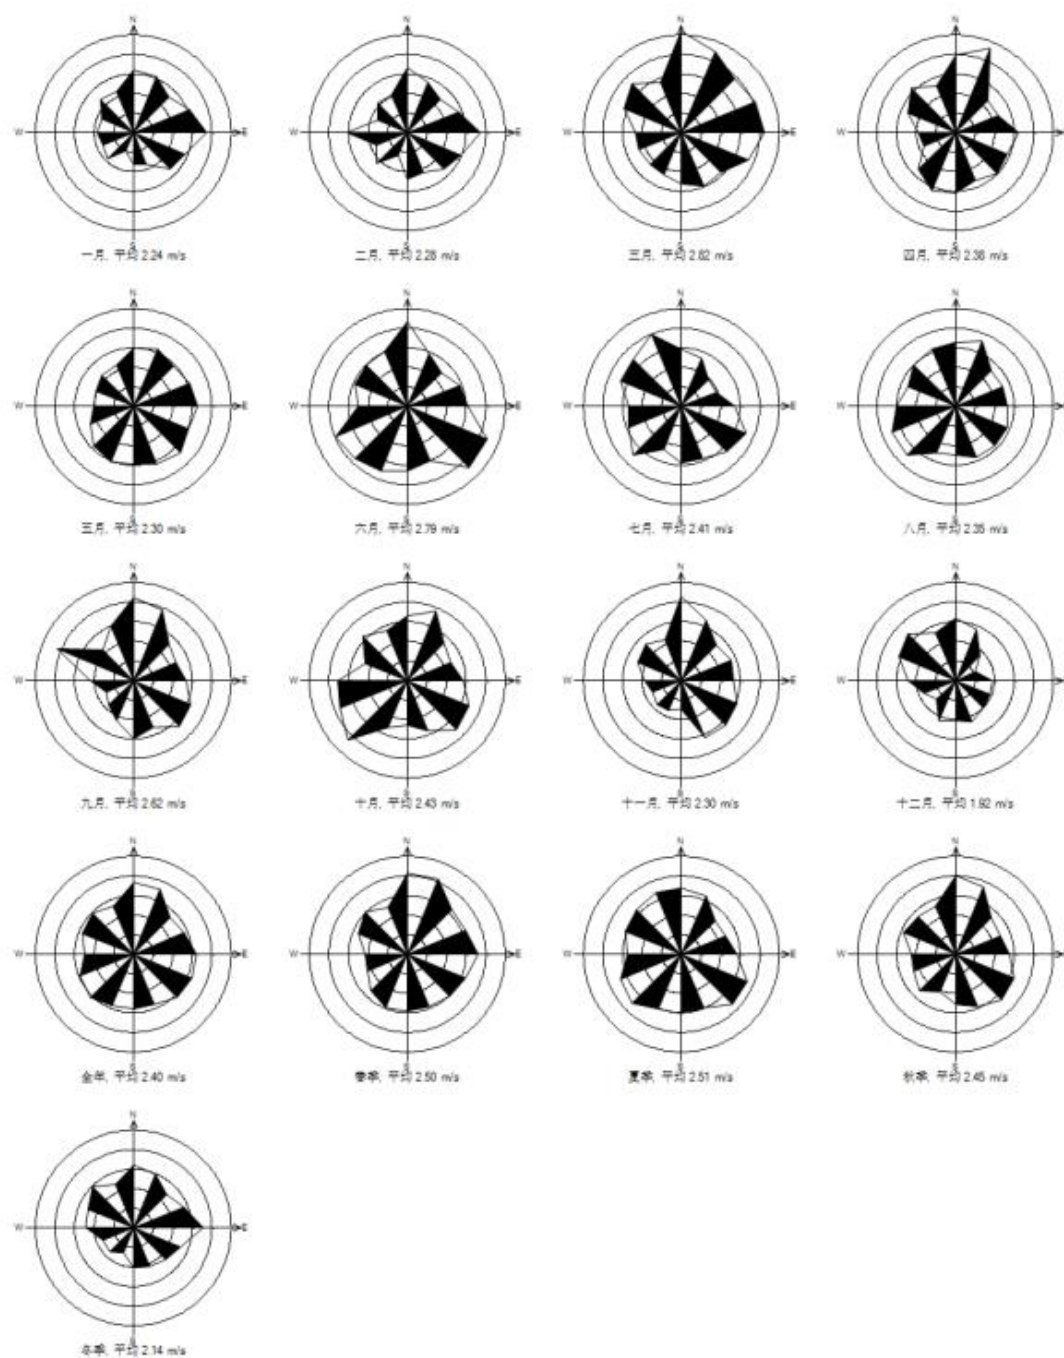 N N N N
W E W E W E W
S S S S
一月, 平均2.24 m/s 二月, 平均2.28 m/s 三月, 平均2.82 m/s 四月, 平均2.38 m/s
N N N N
W E W E W E W
S S S S
五月, 平均2.30 m/s 六月, 平均2.79 m/s 七月, 平均2.41 m/s 八月, 平均2.35 m/s
N N N N
W E W E W E W
S S S S
九月, 平均2.62 m/s 十月, 平均2.43 m/s 十一月, 平均2.30 m/s 十二月, 平均1.92 m/s
N N N N
W E W E W E W
S S S S
全年, 平均2.40 m/s 春季, 平均2.50 m/s 夏季, 平均2.51 m/s 秋季, 平均2.45 m/s
N
W E
S
冬季, 平均2.14 m/s